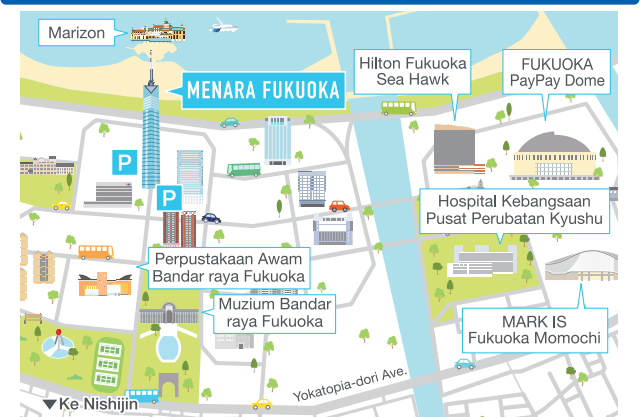 Marizon
MENARA FUKUOKA
Hilton Fukuoka
Sea Hawk
FUKUOKA
PayPay Dome
P
P
Hospital Kebangsaan
Pusat Perubatan Kyushu
Perpustakaan Awam
Bandar raya Fukuoka
Muzium Bandar
raya Fukuoka
MARK IS
Fukuoka Momochi
Yokatopia-dori Ave.
▼Ke Nishijin